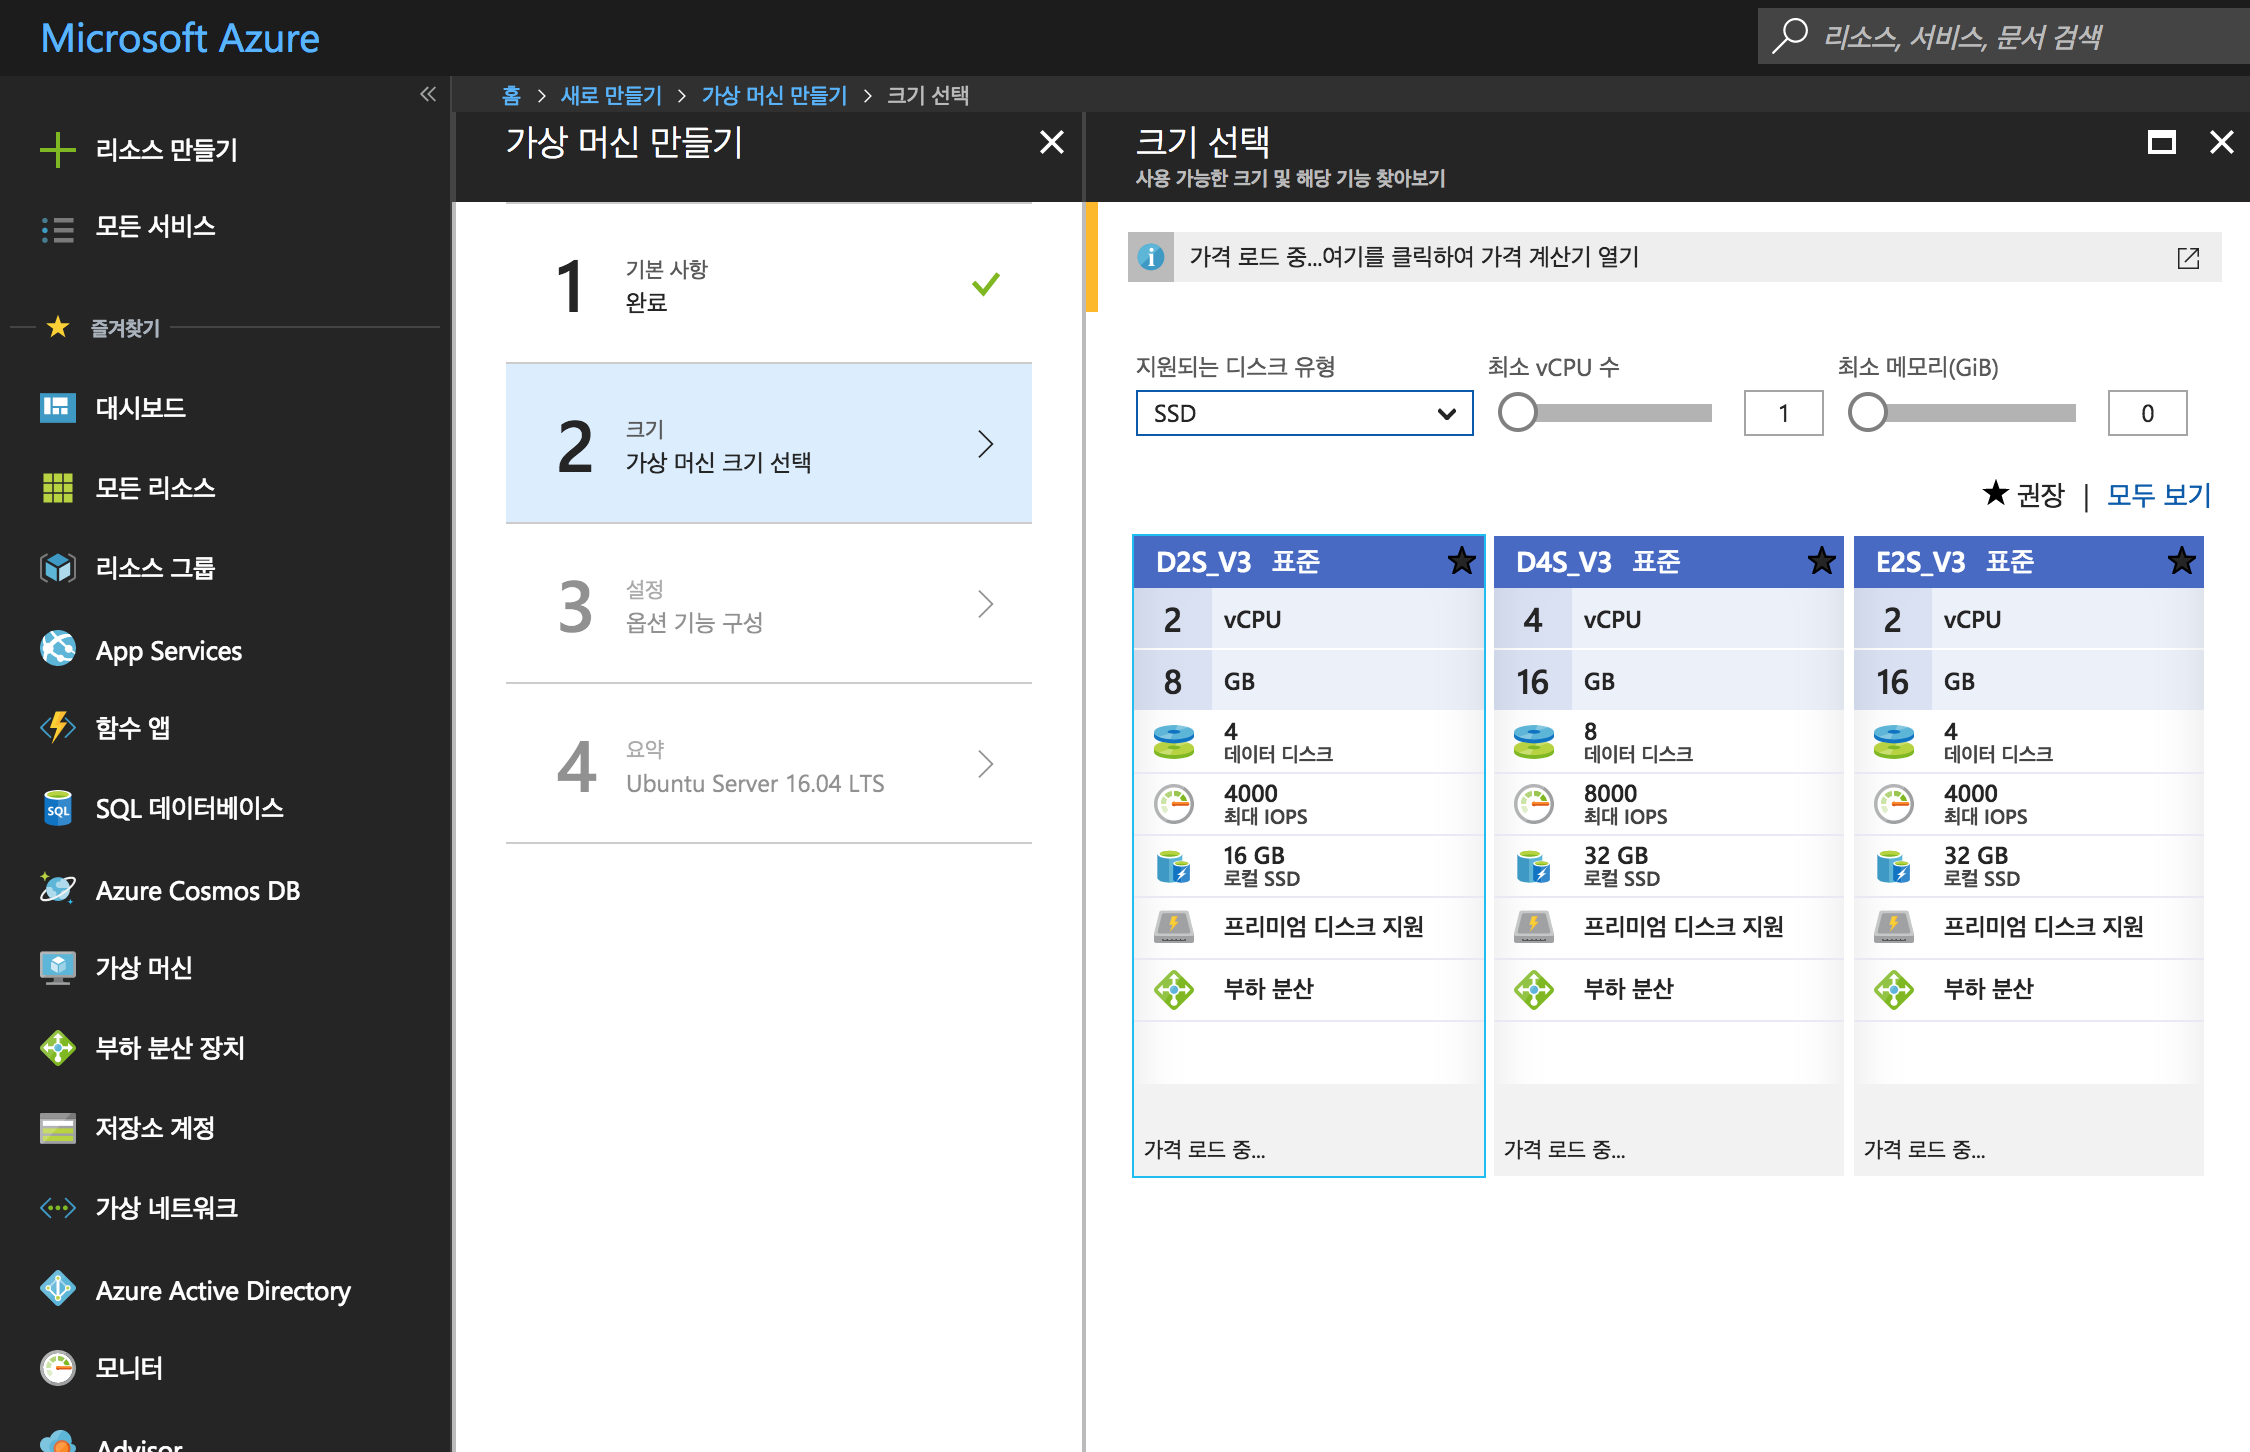 Microsoft Azure
리소스, 서비스, 문서 검색
홈 > 새로 만들기 > 가상 머신 만들기 > 크기 선택
리소스 만들기
모든 서비스
즐겨찾기
대시보드
모든 리소스
리소스 그룹
App Services
함수 앱
SQL 데이터베이스
Azure Cosmos DB
가상 머신
부하 분산 장치
저장소 계정
가상 네트워크
Azure Active Directory
모니터
Advisor
가상 머신 만들기
1
기본 사항
완료
2
크기
가상 머신 크기 선택
3
설정
옵션 기능 구성
4
요약
Ubuntu Server 16.04 LTS
크기 선택
사용 가능한 크기 및 해당 기능 찾아보기
가격 로드 중...여기를 클릭하여 가격 계산기 열기
지원되는 디스크 유형
SSD
최소 vCPU 수
1
최소 메모리(GiB)
0
★ 권장 | 모두 보기
D2S_V3 표준
2 vCPU
8 GB
4
데이터 디스크
4000
최대 IOPS
16 GB
로컬 SSD
프리미엄 디스크 지원
부하 분산
가격 로드 중...
D4S_V3 표준
4 vCPU
16 GB
8
데이터 디스크
8000
최대 IOPS
32 GB
로컬 SSD
프리미엄 디스크 지원
부하 분산
가격 로드 중...
E2S_V3 표준
2 vCPU
16 GB
4
데이터 디스크
4000
최대 IOPS
32 GB
로컬 SSD
프리미엄 디스크 지원
부하 분산
가격 로드 중...